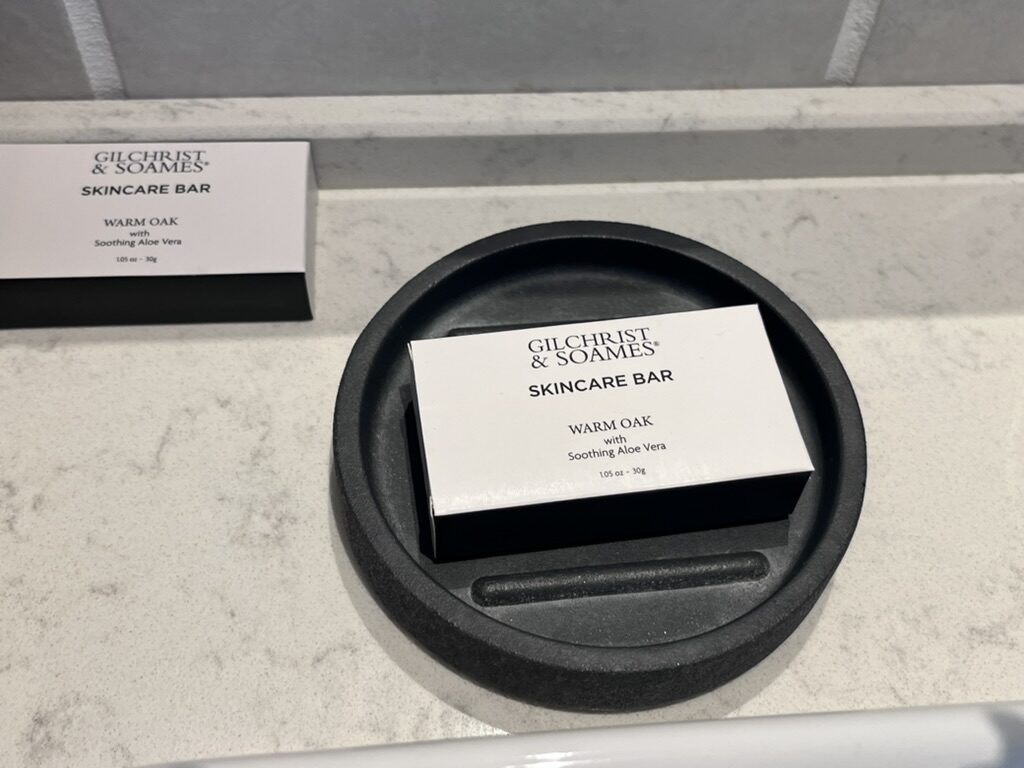 GILCHRIST
& SOAMES®
SKINCARE BAR
WARM OAK
with
Soothing Aloe Vera
1.05 oz - 30g
GILCHRIST
& SOAMES®
SKINCARE BAR
WARM OAK
with
Soothing Aloe Vera
1.05 oz - 30g